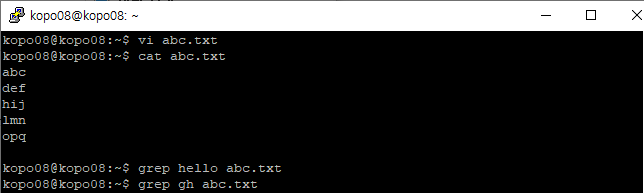 kopo08@kopo08: ~
kopo08@kopo08:~$ vi abc.txt
kopo08@kopo08:~$ cat abc.txt
abc
def
hij
lmn
opq
kopo08@kopo08:~$ grep hello abc.txt
kopo08@kopo08:~$ grep gh abc.txt